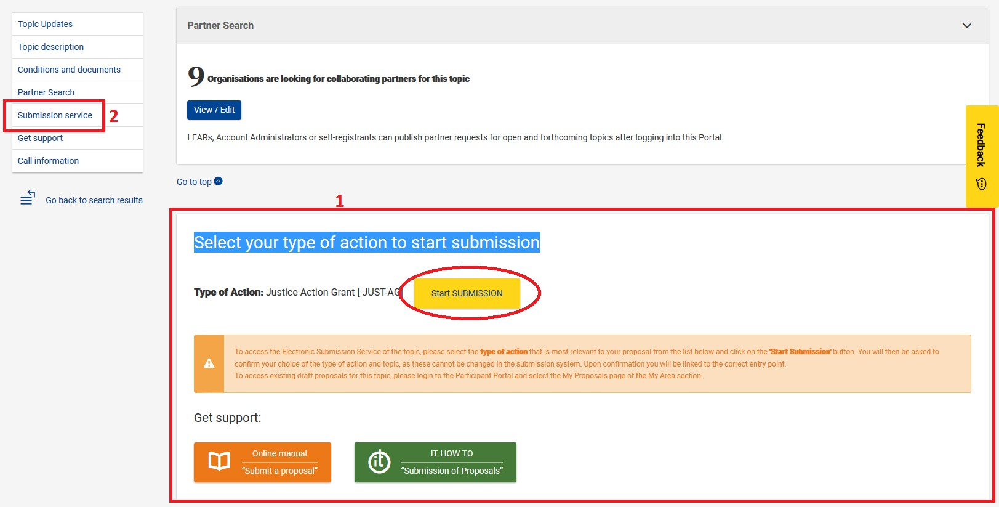 Topic Updates
Topic description
Conditions and documents
Partner Search
Submission service
2
Get support
Call information
Go back to search results
Partner Search
9 Organisations are looking for collaborating partners for this topic
View / Edit
LEARs, Account Administrators or self-registrants can publish partner requests for open and forthcoming topics after logging into this Portal.
Go to top
1
Select your type of action to start submission
Type of Action: Justice Action Grant [ JUST-AG]
Start SUBMISSION
To access the Electronic Submission Service of the topic, please select the type of action that is most relevant to your proposal from the list below and click on the 'Start Submission' button. You will then be asked to
confirm your choice of the type of action and topic, as these cannot be changed in the submission system. Upon confirmation you will be linked to the correct entry point.
To access existing draft proposals for this topic, please login to the Participant Portal and select the My Proposals page of the My Area section.
Get support:
Online manual
"Submit a proposal"
it
IT HOW TO
"Submission of Proposals"
Feedback